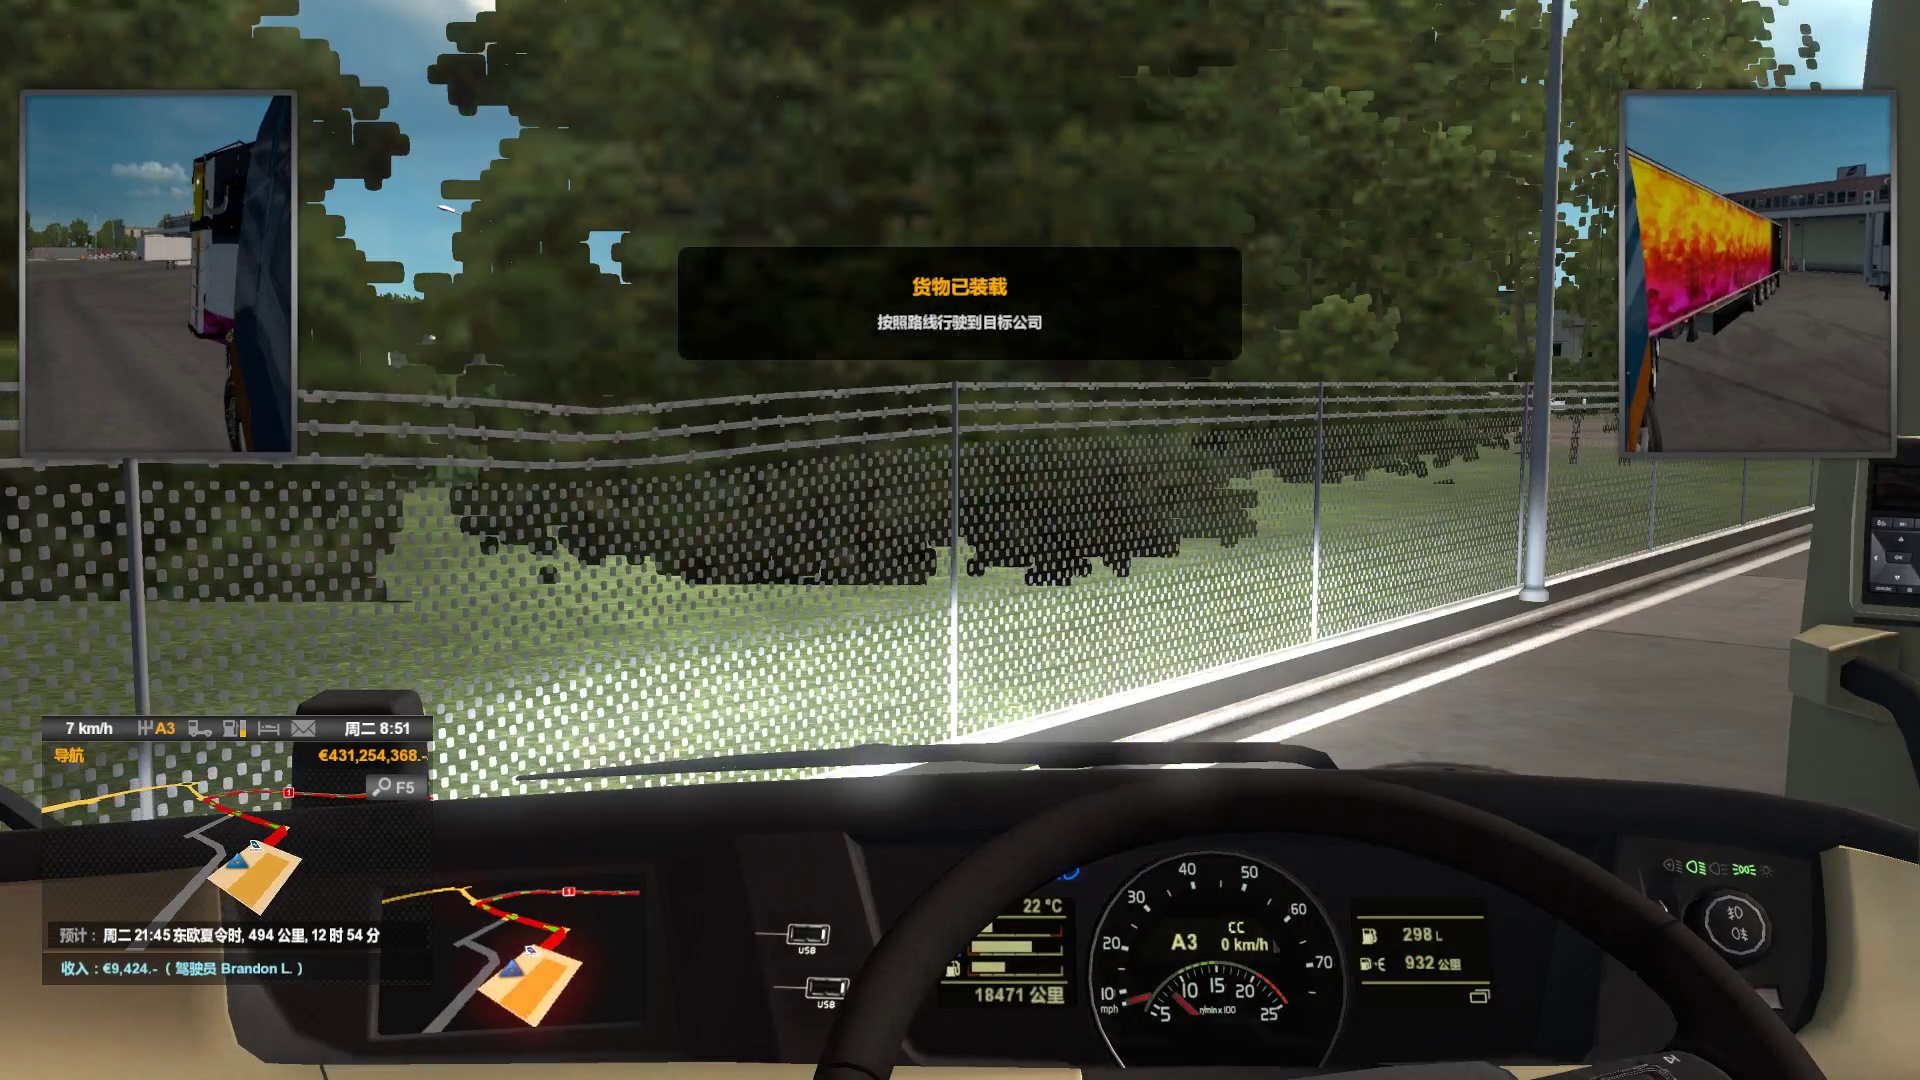 货物已装载
按照路线行驶到目标公司
7 km/h A3 周二 8:51
导航 €431,254,368.-
F5
1
预计：周二 21:45 东欧夏令时, 494 公里, 12 时 54 分
收入：€9,424.-（驾驶员 Brandon L.）
1
USB
USB
22 °C
18471 公里
10 20 30 40 50 60 70
mph
CC
A3 0 km/h
5 10 15 20 25
r/min x 100
298 L
932 公里